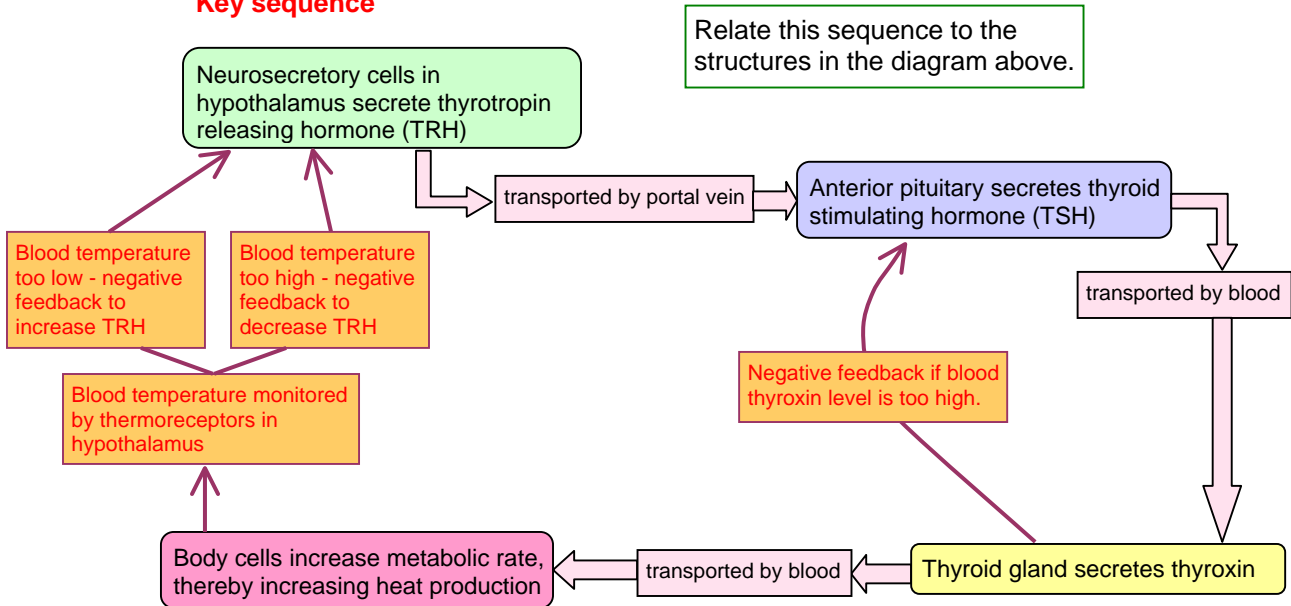 Key sequence
Relate this sequence to the
structures in the diagram above.
Neurosecretory cells in
hypothalamus secrete thyrotropin
releasing hormone (TRH)
transported by portal vein
Anterior pituitary secretes thyroid
stimulating hormone (TSH)
Blood temperature
too low - negative
feedback to
increase TRH
Blood temperature
too high - negative
feedback to
decrease TRH
transported by blood
Negative feedback if blood
thyroxin level is too high.
Blood temperature monitored
by thermoreceptors in
hypothalamus
Body cells increase metabolic rate,
thereby increasing heat production
transported by blood
Thyroid gland secretes thyroxin